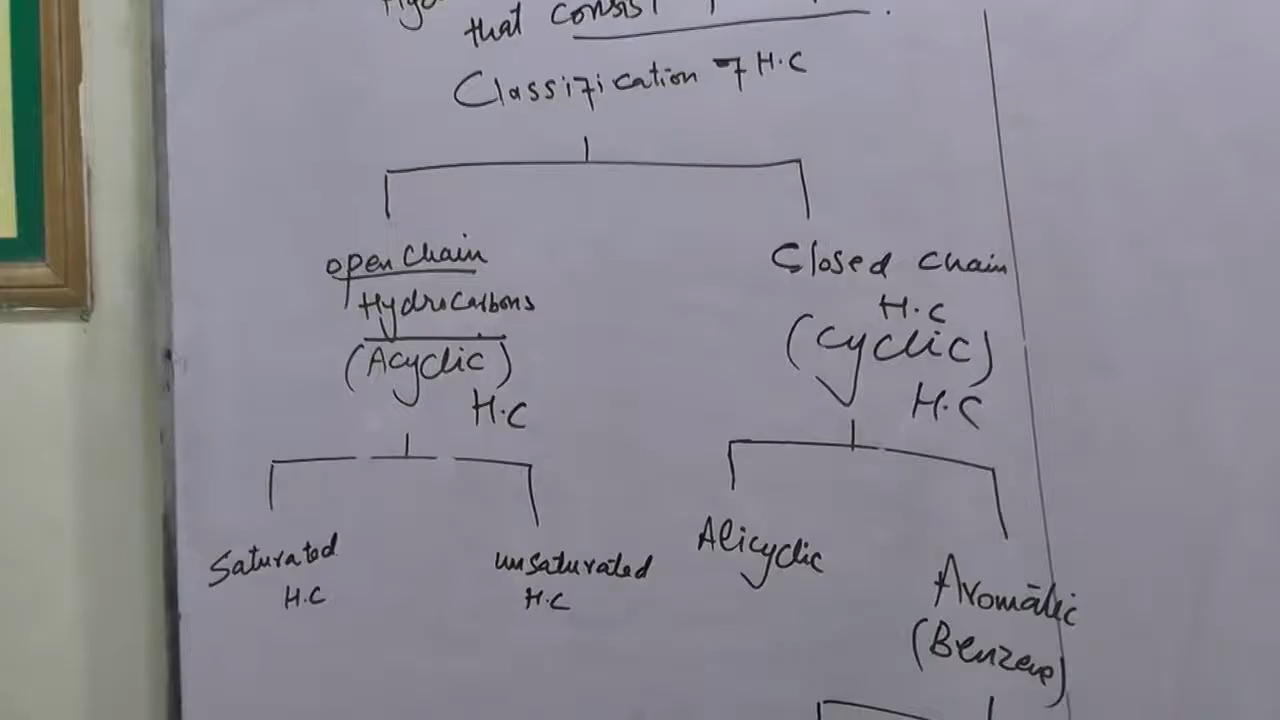 that consist
Classification of H.C
open chain
Hydrocarbons
(Acyclic)
H.C
Closed chain
H.C
(cyclic)
H.C
Saturated
H.C
unsaturated
H.C
Alicyclic
Aromatic
(Benzene)